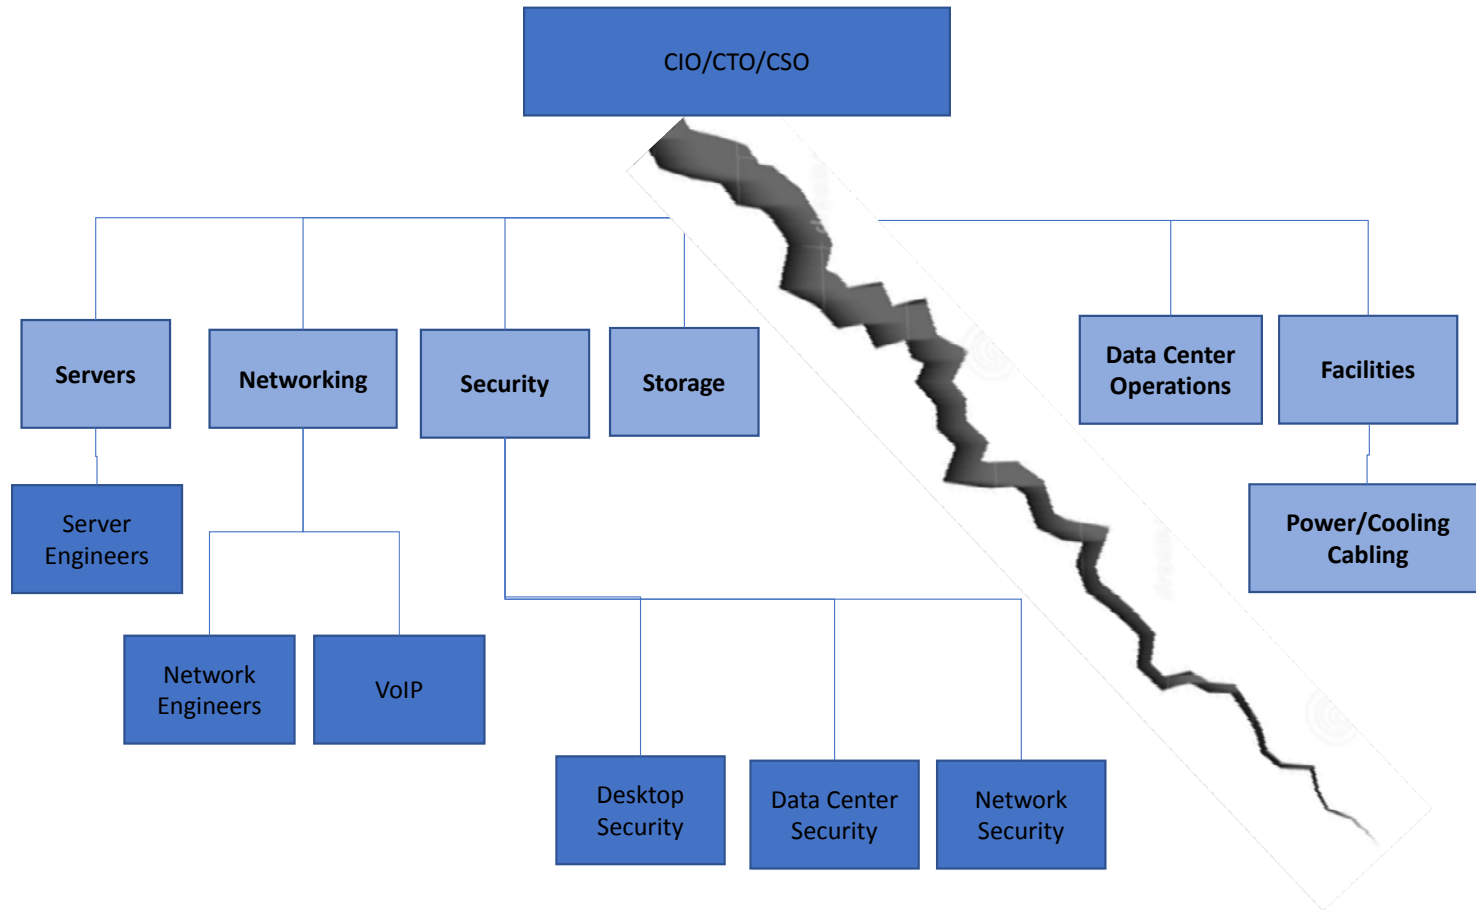 CIO/CTO/CSO
Servers
Networking
Security
Storage
Data Center
Operations
Facilities
Server
Engineers
Power/Cooling
Cabling
Network
Engineers
VoIP
Desktop
Security
Data Center
Security
Network
Security